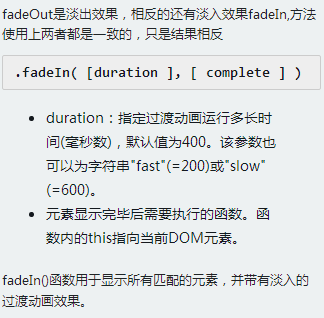 fadeOut是淡出效果，相反的还有淡入效果fadeIn,方法
使用上两者都是一致的，只是结果相反
.fadeIn( [duration ], [ complete ] )
• duration：指定过渡动画运行多长时
间(毫秒数)，默认值为400。该参数也
可以为字符串"fast"(=200)或"slow"
(=600)。
• 元素显示完毕后需要执行的函数。函
数内的this指向当前DOM元素。
fadeIn()函数用于显示所有匹配的元素，并带有淡入的
过渡动画效果。